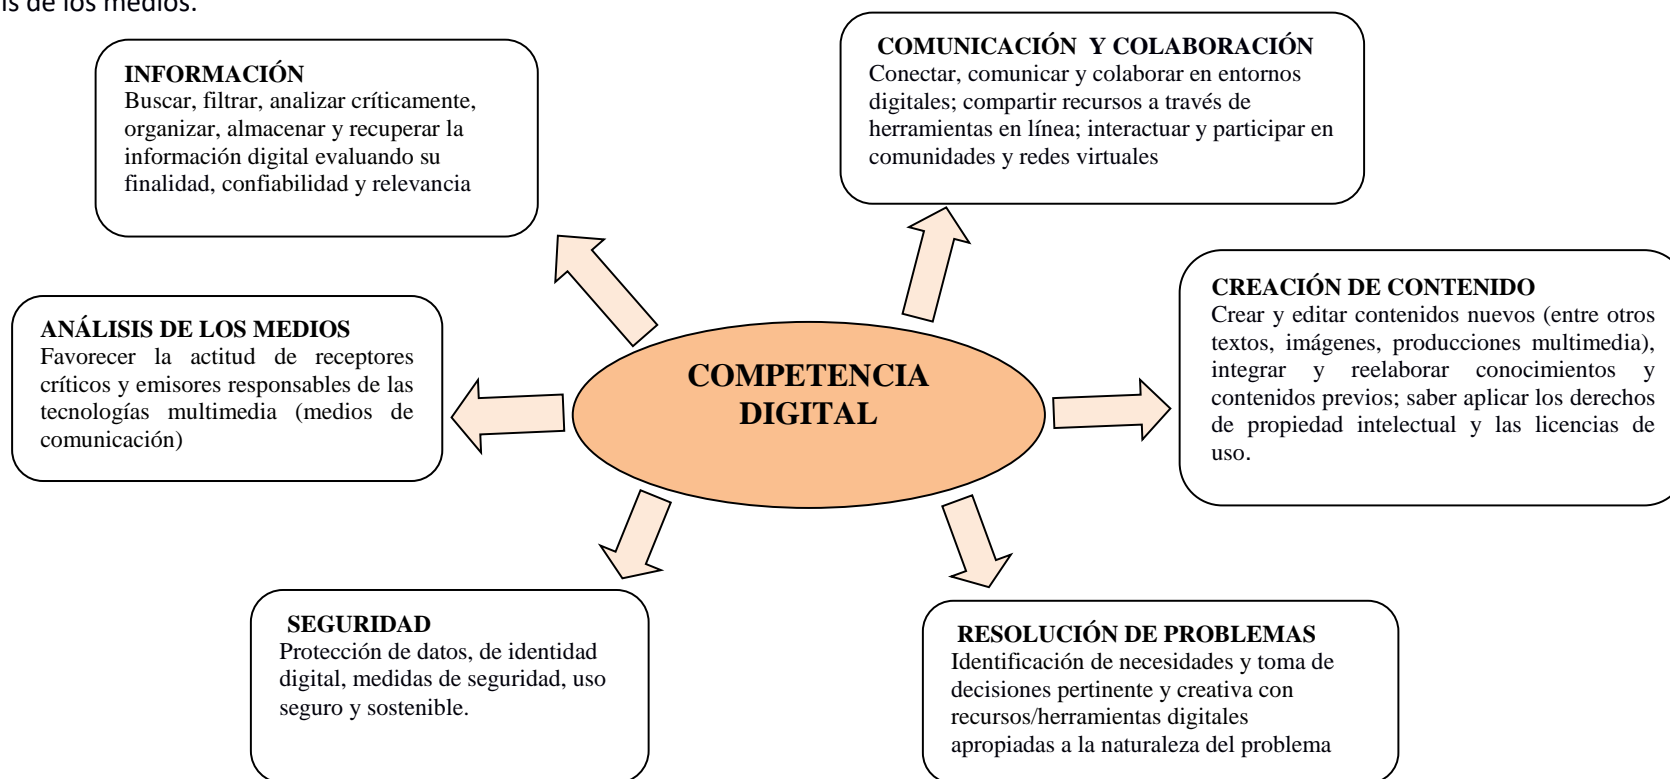 is de los medios.
INFORMACIÓN
Buscar, filtrar, analizar críticamente,
organizar, almacenar y recuperar la
información digital evaluando su
finalidad, confiabilidad y relevancia
COMUNICACIÓN Y COLABORACIÓN
Conectar, comunicar y colaborar en entornos
digitales; compartir recursos a través de
herramientas en línea; interactuar y participar en
comunidades y redes virtuales
ANÁLISIS DE LOS MEDIOS
Favorecer la actitud de receptores
críticos y emisores responsables de las
tecnologías multimedia (medios de
comunicación)
COMPETENCIA
DIGITAL
CREACIÓN DE CONTENIDO
Crear y editar contenidos nuevos (entre otros
textos, imágenes, producciones multimedia),
integrar y reelaborar conocimientos y
contenidos previos; saber aplicar los derechos
de propiedad intelectual y las licencias de
uso.
SEGURIDAD
Protección de datos, de identidad
digital, medidas de seguridad, uso
seguro y sostenible.
RESOLUCIÓN DE PROBLEMAS
Identificación de necesidades y toma de
decisiones pertinente y creativa con
recursos/herramientas digitales
apropiadas a la naturaleza del problema